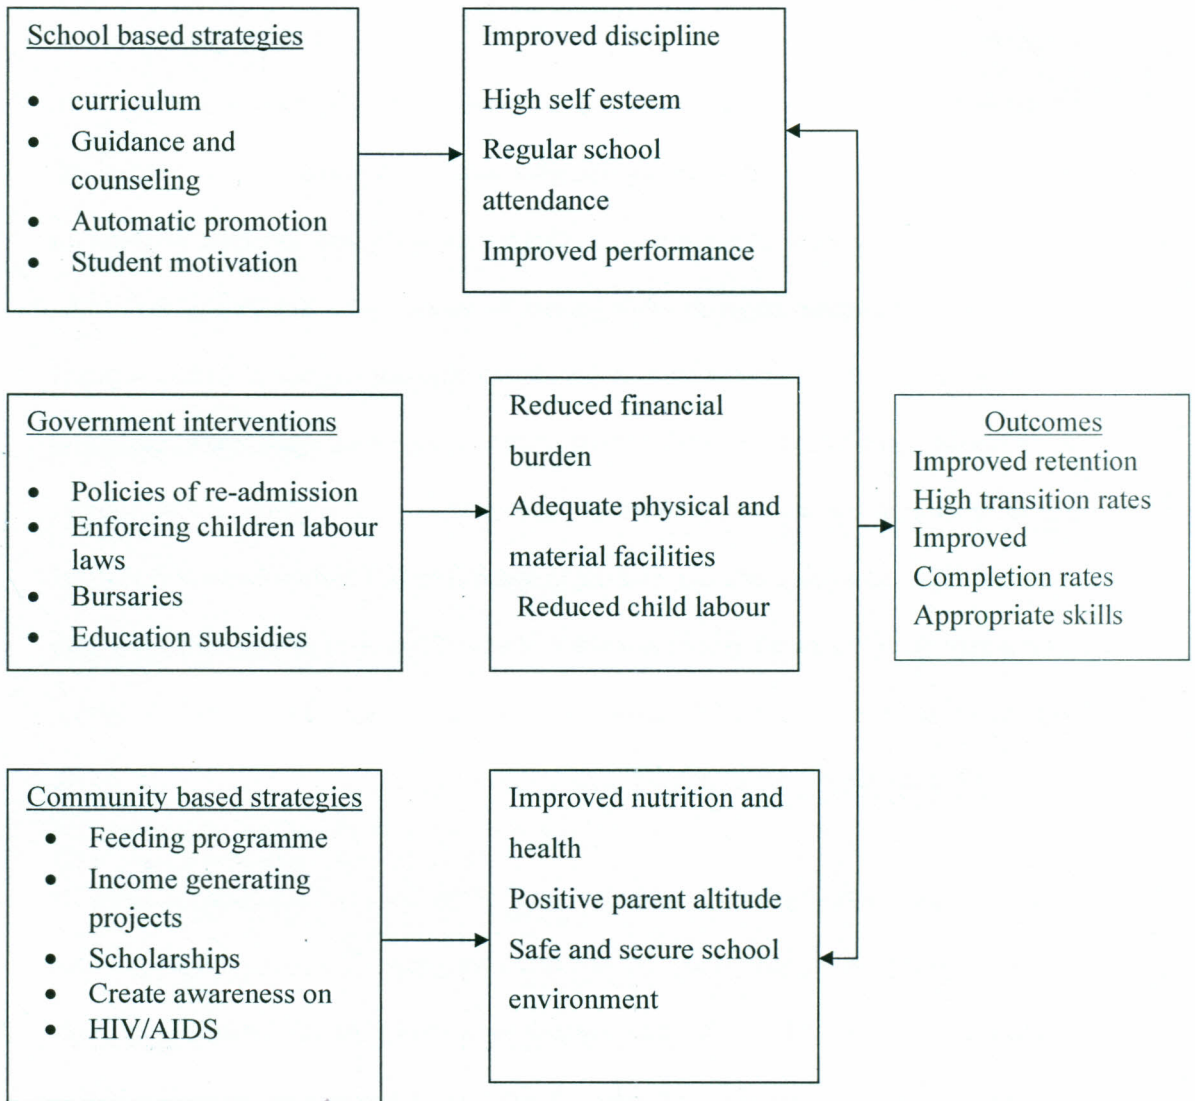 School based strategies
• curriculum
• Guidance and
counseling
• Automatic promotion
• Student motivation
Improved discipline
High self esteem
Regular school
attendance
Improved performance
Government interventions
• Policies of re-admission
• Enforcing children labour
laws
• Bursaries
• Education subsidies
Reduced financial
burden
Adequate physical and
material facilities
Reduced child labour
Outcomes
Improved retention
High transition rates
Improved
Completion rates
Appropriate skills
Community based strategies
• Feeding programme
• Income generating
projects
• Scholarships
• Create awareness on
• HIV/AIDS
Improved nutrition and
health
Positive parent altitude
Safe and secure school
environment